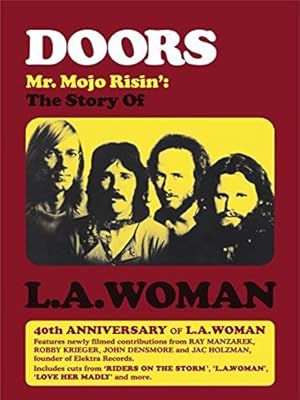 DOORS
Mr. Mojo Risin':
The Story Of
L.A.WOMAN
40th ANNIVERSARY OF L.A.WOMAN
Features newly filmed contributions from RAY MANZAREK,
ROBBY KRIEGER, JOHN DENSMORE and JAC HOLZMAN,
founder of Elektra Records.
Includes cuts from 'RIDERS ON THE STORM', 'L.A.WOMAN',
'LOVE HER MADLY' and more.